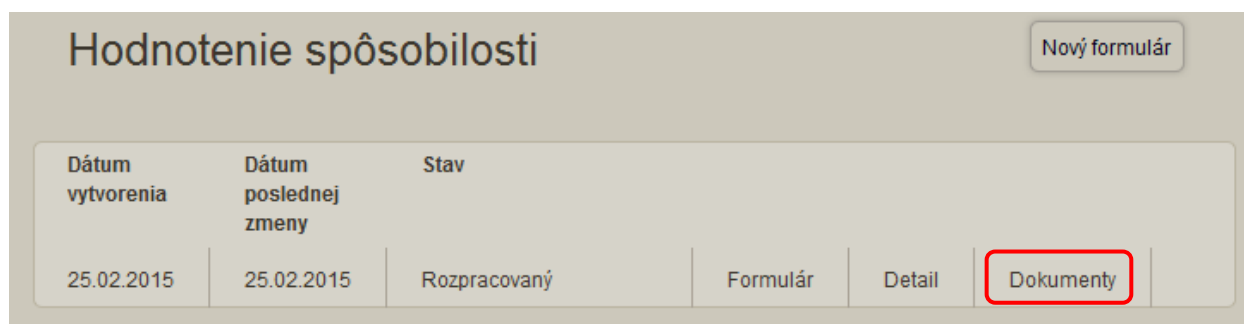 Hodnotenie spôsobilosti
Nový formulár
Dátum vytvorenia
Dátum poslednej zmeny
Stav
25.02.2015 25.02.2015 Rozpracovaný Formulár Detail Dokumenty